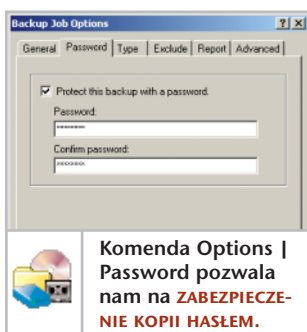 Backup Job Options
General Password Type Exclude Report Advanced
Protect this backup with a password.
Password:
********
Confirm password:
********
Komenda Options |
Password pozwala
nam na ZABEZPIECZE-
NIE KOPII HASŁEM.